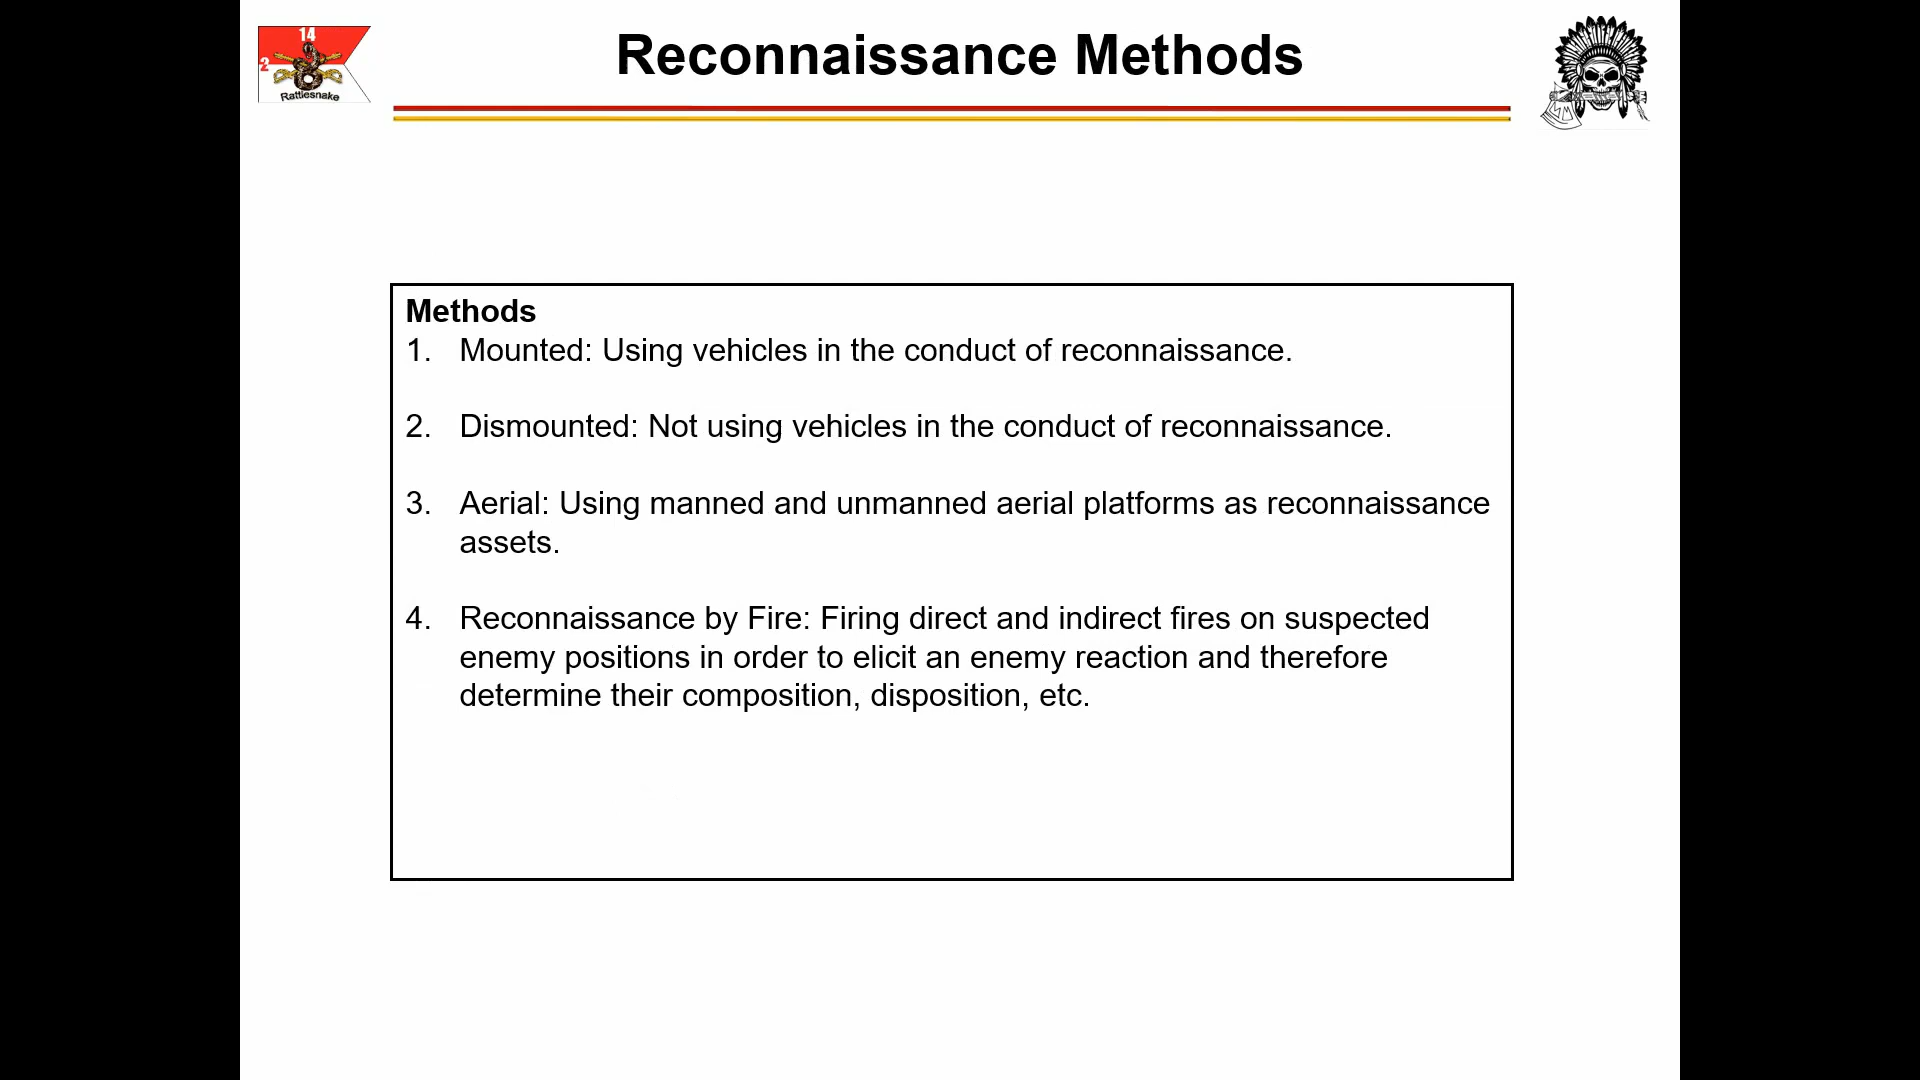 14
Reconnaissance Methods
2
Rattlesnake
Methods
1. Mounted: Using vehicles in the conduct of reconnaissance.
2. Dismounted: Not using vehicles in the conduct of reconnaissance.
3. Aerial: Using manned and unmanned aerial platforms as reconnaissance
assets.
4. Reconnaissance by Fire: Firing direct and indirect fires on suspected
enemy positions in order to elicit an enemy reaction and therefore
determine their composition, disposition, etc.